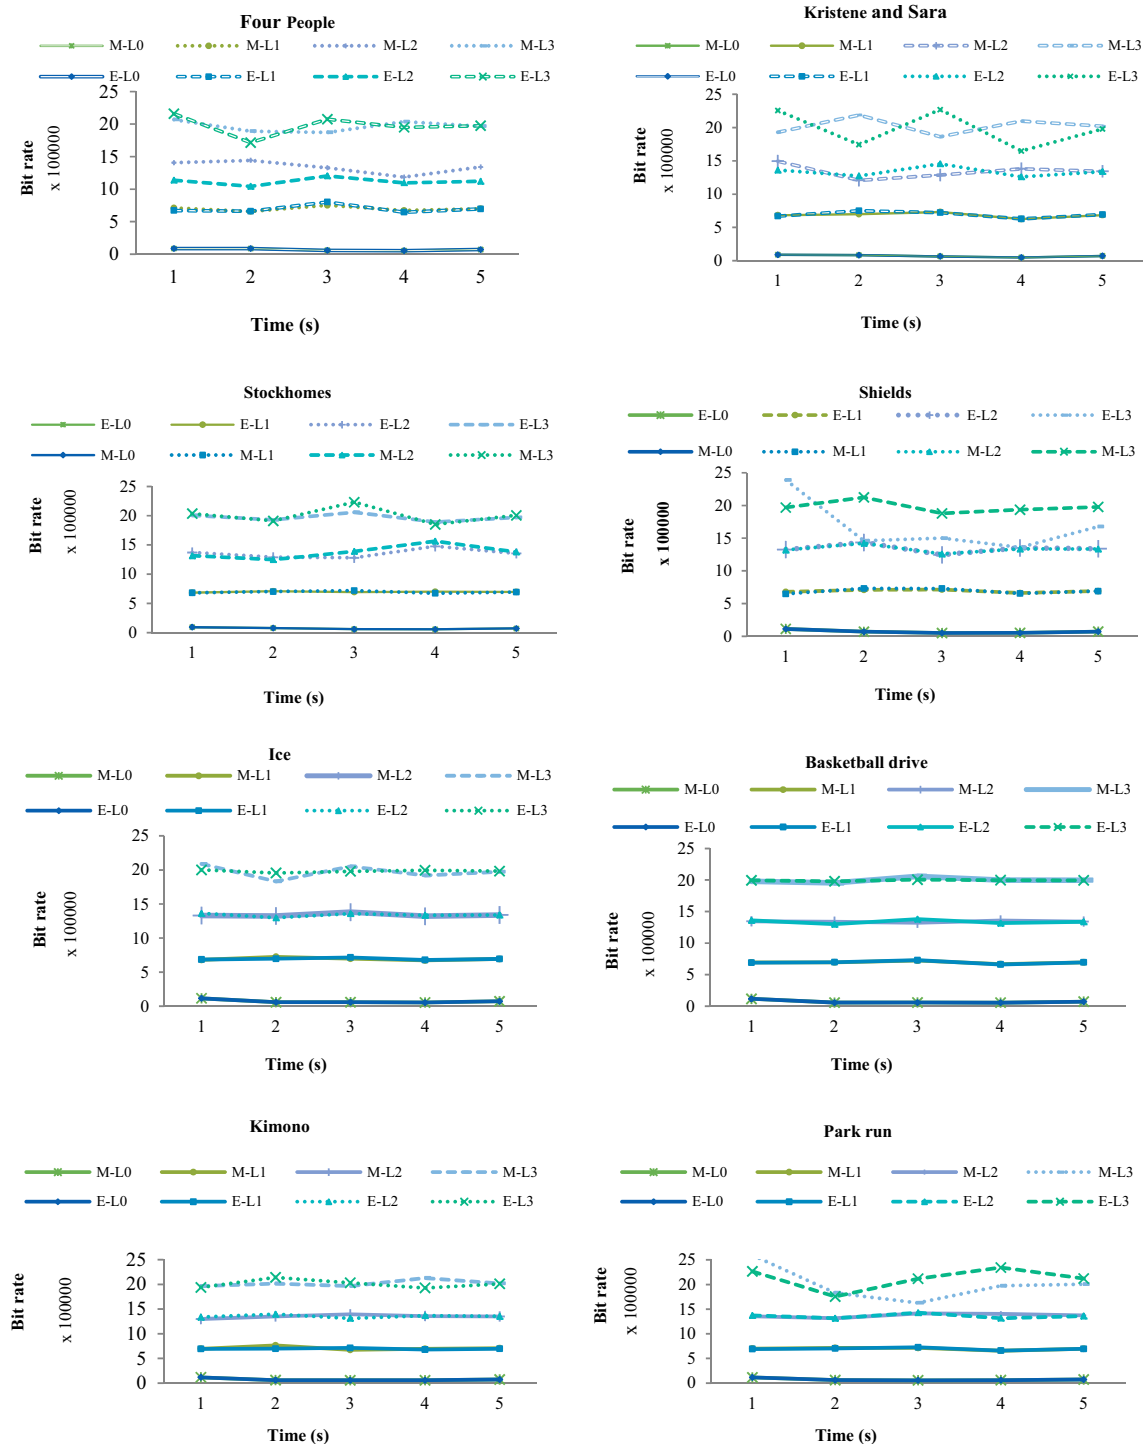 Four People
M-L0 M-L1 M-L2 M-L3
E-L0 E-L1 E-L2 E-L3
Bit rate
x 100000
25
20
15
10
5
0
1 2 3 4 5
Time (s)
Kristene and Sara
M-L0 M-L1 M-L2 M-L3
E-L0 E-L1 E-L2 E-L3
Bit rate
x 100000
25
20
15
10
5
0
1 2 3 4 5
Time (s)
Stockhomes
E-L0 E-L1 E-L2 E-L3
M-L0 M-L1 M-L2 M-L3
Bit rate
x 100000
25
20
15
10
5
0
1 2 3 4 5
Time (s)
Shields
E-L0 E-L1 E-L2 E-L3
M-L0 M-L1 M-L2 M-L3
Bit rate
x 100000
25
20
15
10
5
0
1 2 3 4 5
Time (s)
Ice
M-L0 M-L1 M-L2 M-L3
E-L0 E-L1 E-L2 E-L3
Bit rate
x 100000
25
20
15
10
5
0
1 2 3 4 5
Time (s)
Basketball drive
M-L0 M-L1 M-L2 M-L3
E-L0 E-L1 E-L2 E-L3
Bit rate
x 100000
25
20
15
10
5
0
1 2 3 4 5
Time (s)
Kimono
M-L0 M-L1 M-L2 M-L3
E-L0 E-L1 E-L2 E-L3
Bit rate
x 100000
25
20
15
10
5
0
1 2 3 4 5
Time (s)
Park run
M-L0 M-L1 M-L2 M-L3
E-L0 E-L1 E-L2 E-L3
Bit rate
x 100000
25
20
15
10
5
0
1 2 3 4 5
Time (s)